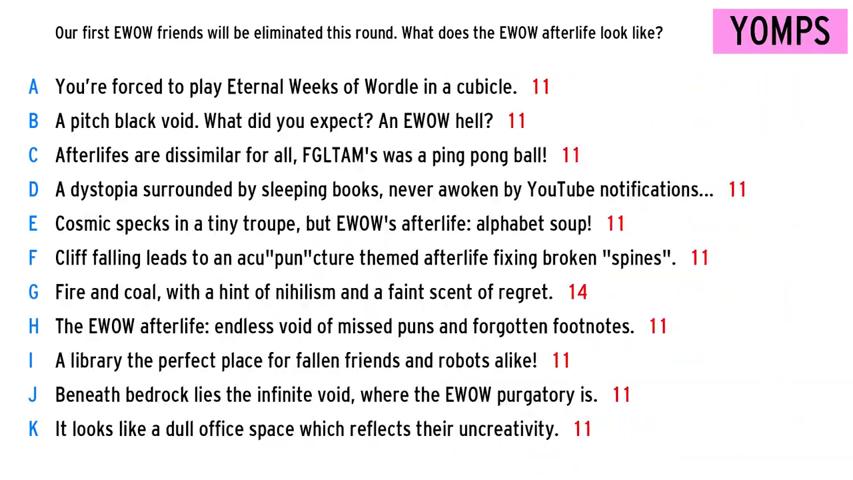 Our first EWOW friends will be eliminated this round. What does the EWOW afterlife look like?
YOMPS
A You're forced to play Eternal Weeks of Wordle in a cubicle. 11
B A pitch black void. What did you expect? An EWOW hell? 11
C Afterlifes are dissimilar for all, FGLTAM's was a ping pong ball! 11
D A dystopia surrounded by sleeping books, never awoken by YouTube notifications... 11
E Cosmic specks in a tiny troupe, but EWOW's afterlife: alphabet soup! 11
F Cliff falling leads to an acu"pun"cture themed afterlife fixing broken "spines". 11
G Fire and coal, with a hint of nihilism and a faint scent of regret. 14
H The EWOW afterlife: endless void of missed puns and forgotten footnotes. 11
I A library the perfect place for fallen friends and robots alike! 11
J Beneath bedrock lies the infinite void, where the EWOW purgatory is. 11
K It looks like a dull office space which reflects their uncreativity. 11